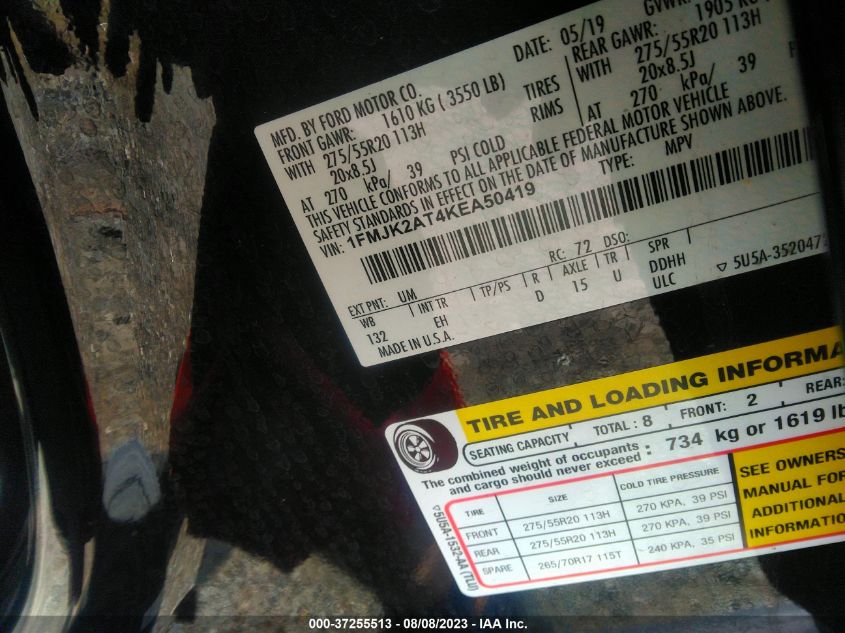 MFD. BY FORD MOTOR CO.
DATE: 05/19
GVWR:
FRONT GAWR: 1610 KG ( 3550 LB)
REAR GAWR: 1905 KG
WITH 275/55R20 113H
TIRES
WITH 275/55R20 113H
20x8.5J
RIMS
20x8.5J
AT 270 kPa/ 39 PSI COLD
AT 270 kPa/ 39
THIS VEHICLE CONFORMS TO ALL APPLICABLE FEDERAL MOTOR VEHICLE
SAFETY STANDARDS IN EFFECT ON THE DATE OF MANUFACTURE SHOWN ABOVE.
VIN: 1FMJK2AT4KEA50419
TYPE: MPV
EXT PNT: UM
RC: 72 DSO:
WB INT TR TP/PS R AXLE TR SPR
132 EH D 15 U DDHH
ULC
5U5A-352047
MADE IN U.S.A.
TIRE AND LOADING INFORMA
SEATING CAPACITY TOTAL : 8 FRONT: 2 REAR:
The combined weight of occupants
and cargo should never exceed : 734 kg or 1619 lb
TIRE SIZE COLD TIRE PRESSURE
FRONT 275/55R20 113H 270 KPA, 39 PSI
REAR 275/55R20 113H 270 KPA, 39 PSI
SPARE 265/70R17 115T 240 KPA, 35 PSI
SEE OWNERS
MANUAL FOR
ADDITIONAL
INFORMATION
5U5A-1532-AA (TLU)
000-37255513 - 08/08/2023 - IAA Inc.